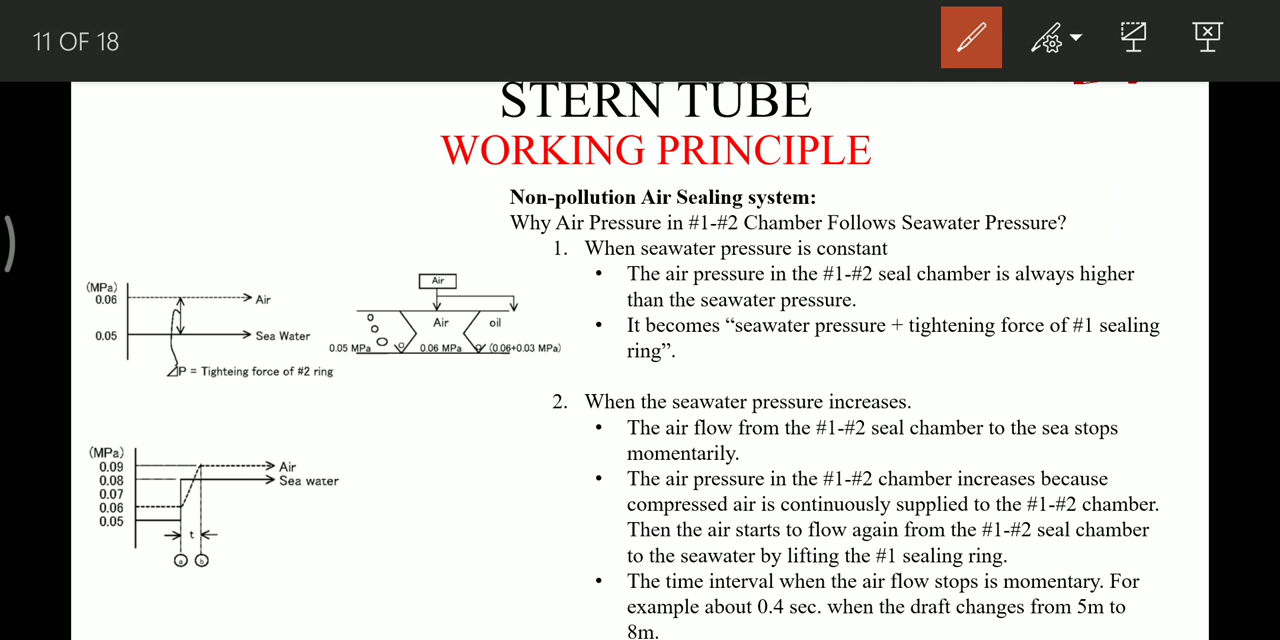 11 OF 18
STERN TUBE
WORKING PRINCIPLE
Non-pollution Air Sealing system:
Why Air Pressure in #1-#2 Chamber Follows Seawater Pressure?
1. When seawater pressure is constant
• The air pressure in the #1-#2 seal chamber is always higher
than the seawater pressure.
• It becomes “seawater pressure + tightening force of #1 sealing
ring”.
(MPa)
0.06
Air
0.05
Sea Water
⊿P = Tighteing force of #2 ring
Air
Air
oil
0.05 MPa
0.06 MPa
(0.06+0.03 MPa)
2. When the seawater pressure increases.
• The air flow from the #1-#2 seal chamber to the sea stops
momentarily.
• The air pressure in the #1-#2 chamber increases because
compressed air is continuously supplied to the #1-#2 chamber.
Then the air starts to flow again from the #1-#2 seal chamber
to the seawater by lifting the #1 sealing ring.
• The time interval when the air flow stops is momentary. For
example about 0.4 sec. when the draft changes from 5m to
8m.
(MPa)
0.09
Air
0.08
Sea water
0.07
0.06
0.05
t
a b